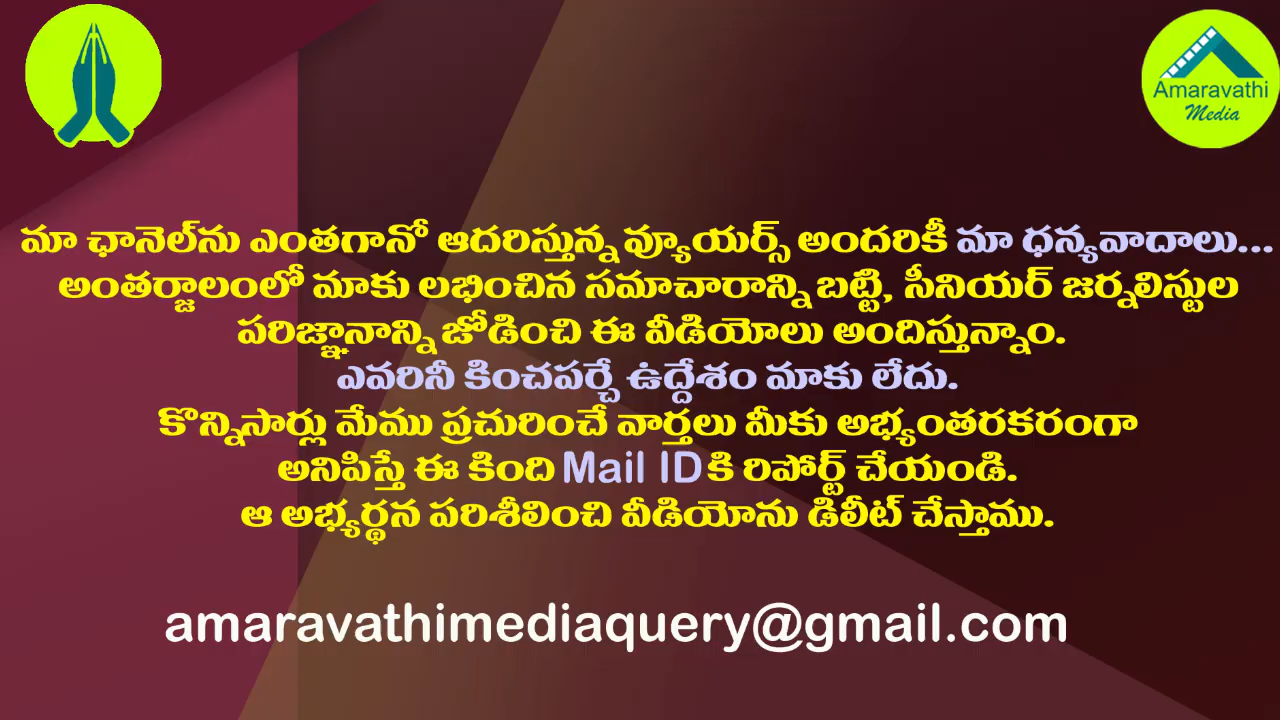 Amaravathi
Media
మా ఛానెల్‌ను ఎంతగానో ఆదరిస్తున్న వ్యూయర్స్ అందరికీ మా ధన్యవాదాలు...
అంతర్జాలంలో మాకు లభించిన సమాచారాన్ని బట్టి, సీనియర్ జర్నలిస్టుల
పరిజ్ఞానాన్ని జోడించి ఈ వీడియోలు అందిస్తున్నాం.
ఎవరినీ కించపర్చే ఉద్దేశం మాకు లేదు.
కొన్నిసార్లు మేము ప్రచురించే వార్తలు మీకు అభ్యంతరకరంగా
అనిపిస్తే ఈ కింది Mail ID కి రిపోర్ట్ చేయండి.
ఆ అభ్యర్థన పరిశీలించి వీడియోను డిలీట్ చేస్తాము.
amaravathimediaquery@gmail.com